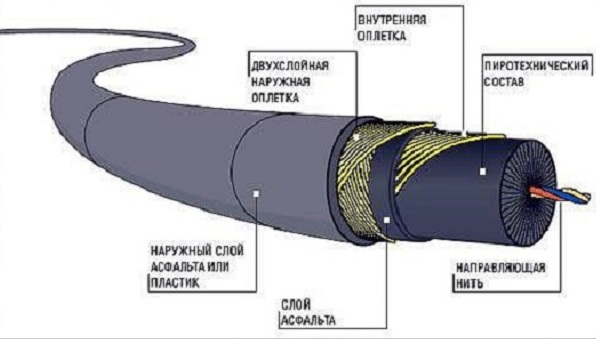 ВНУТРЕННЯЯ
ОПЛЕТКА
ДВУХСЛОЙНАЯ
НАРУЖНАЯ
ОПЛЕТКА
ПИРОТЕХНИЧЕСКИЙ
СОСТАВ
НАРУЖНЫЙ СЛОЙ
АСФАЛЬТА ИЛИ
ПЛАСТИК
СЛОЙ
АСФАЛЬТА
НАПРАВЛЯЮЩАЯ
НИТЬ